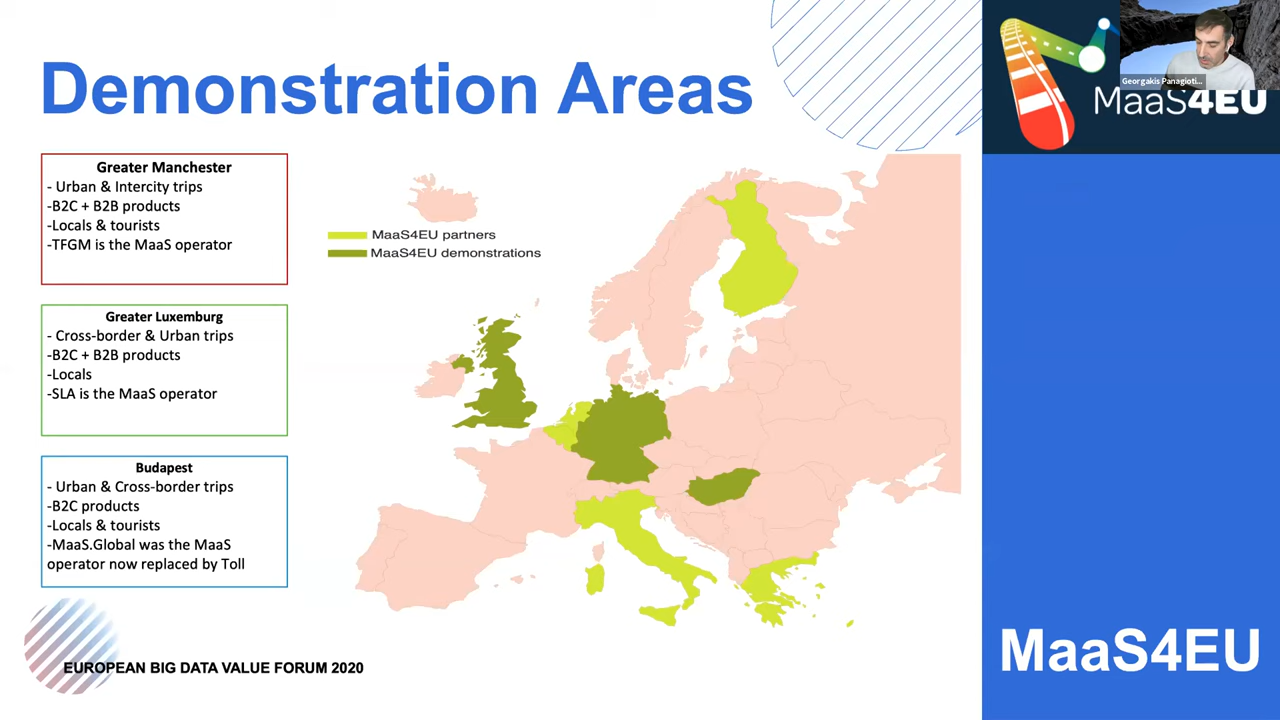 Demonstration Areas
Greater Manchester
- Urban & Intercity trips
-B2C + B2B products
-Locals & tourists
-TFGM is the MaaS operator
Greater Luxemburg
- Cross-border & Urban trips
-B2C + B2B products
-Locals
-SLA is the MaaS operator
Budapest
- Urban & Cross-border trips
-B2C products
-Locals & tourists
-MaaS.Global was the MaaS
operator now replaced by Toll
MaaS4EU partners
MaaS4EU demonstrations
EUROPEAN BIG DATA VALUE FORUM 2020
Georgakis Panagioti...
MaaS4EU
MaaS4EU